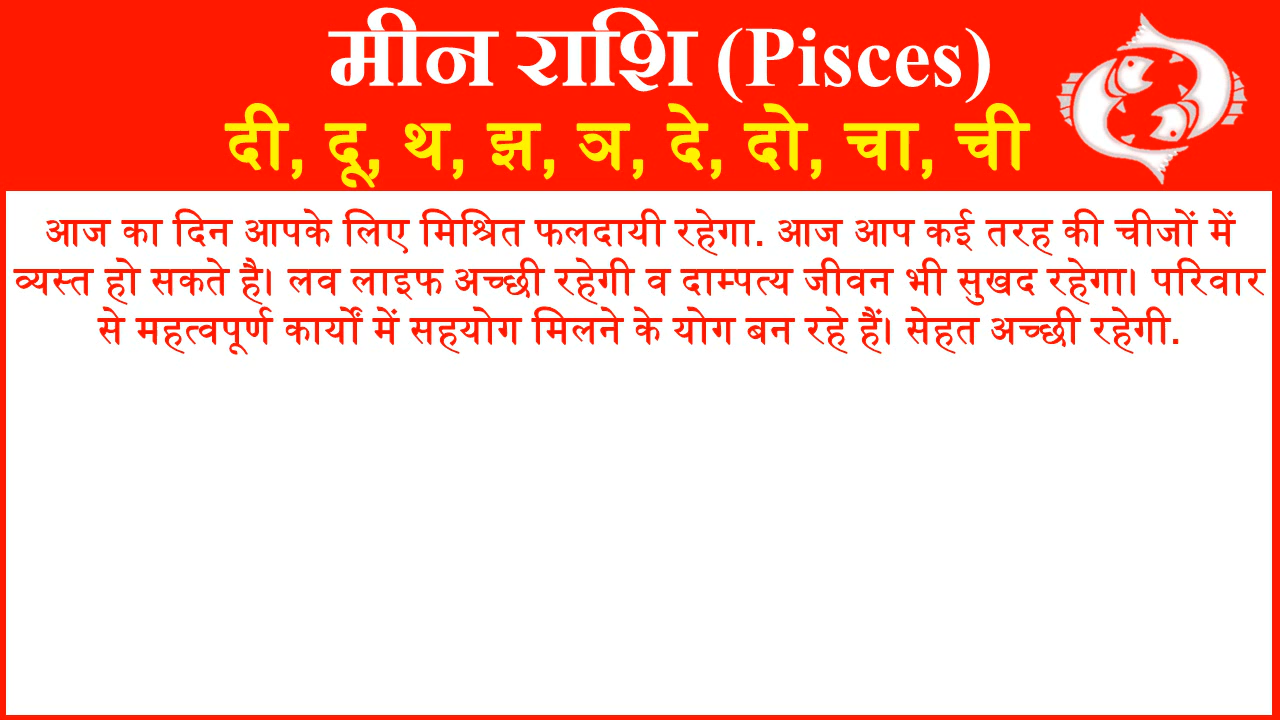 मीन राशि (Pisces)
दी, दू, थ, झ, ञ, दे, दो, चा, ची
आज का दिन आपके लिए मिश्रित फलदायी रहेगा. आज आप कई तरह की चीजों में
व्यस्त हो सकते है। लव लाइफ अच्छी रहेगी व दाम्पत्य जीवन भी सुखद रहेगा। परिवार
से महत्वपूर्ण कार्यों में सहयोग मिलने के योग बन रहे हैं। सेहत अच्छी रहेगी.